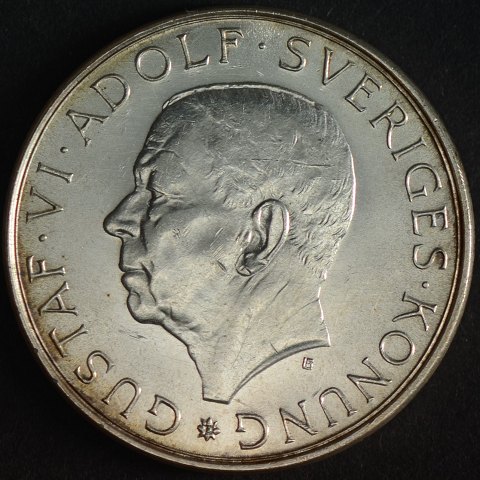 GUSTAF · VI · ADOLF · SVERIGES · KONUNG
E